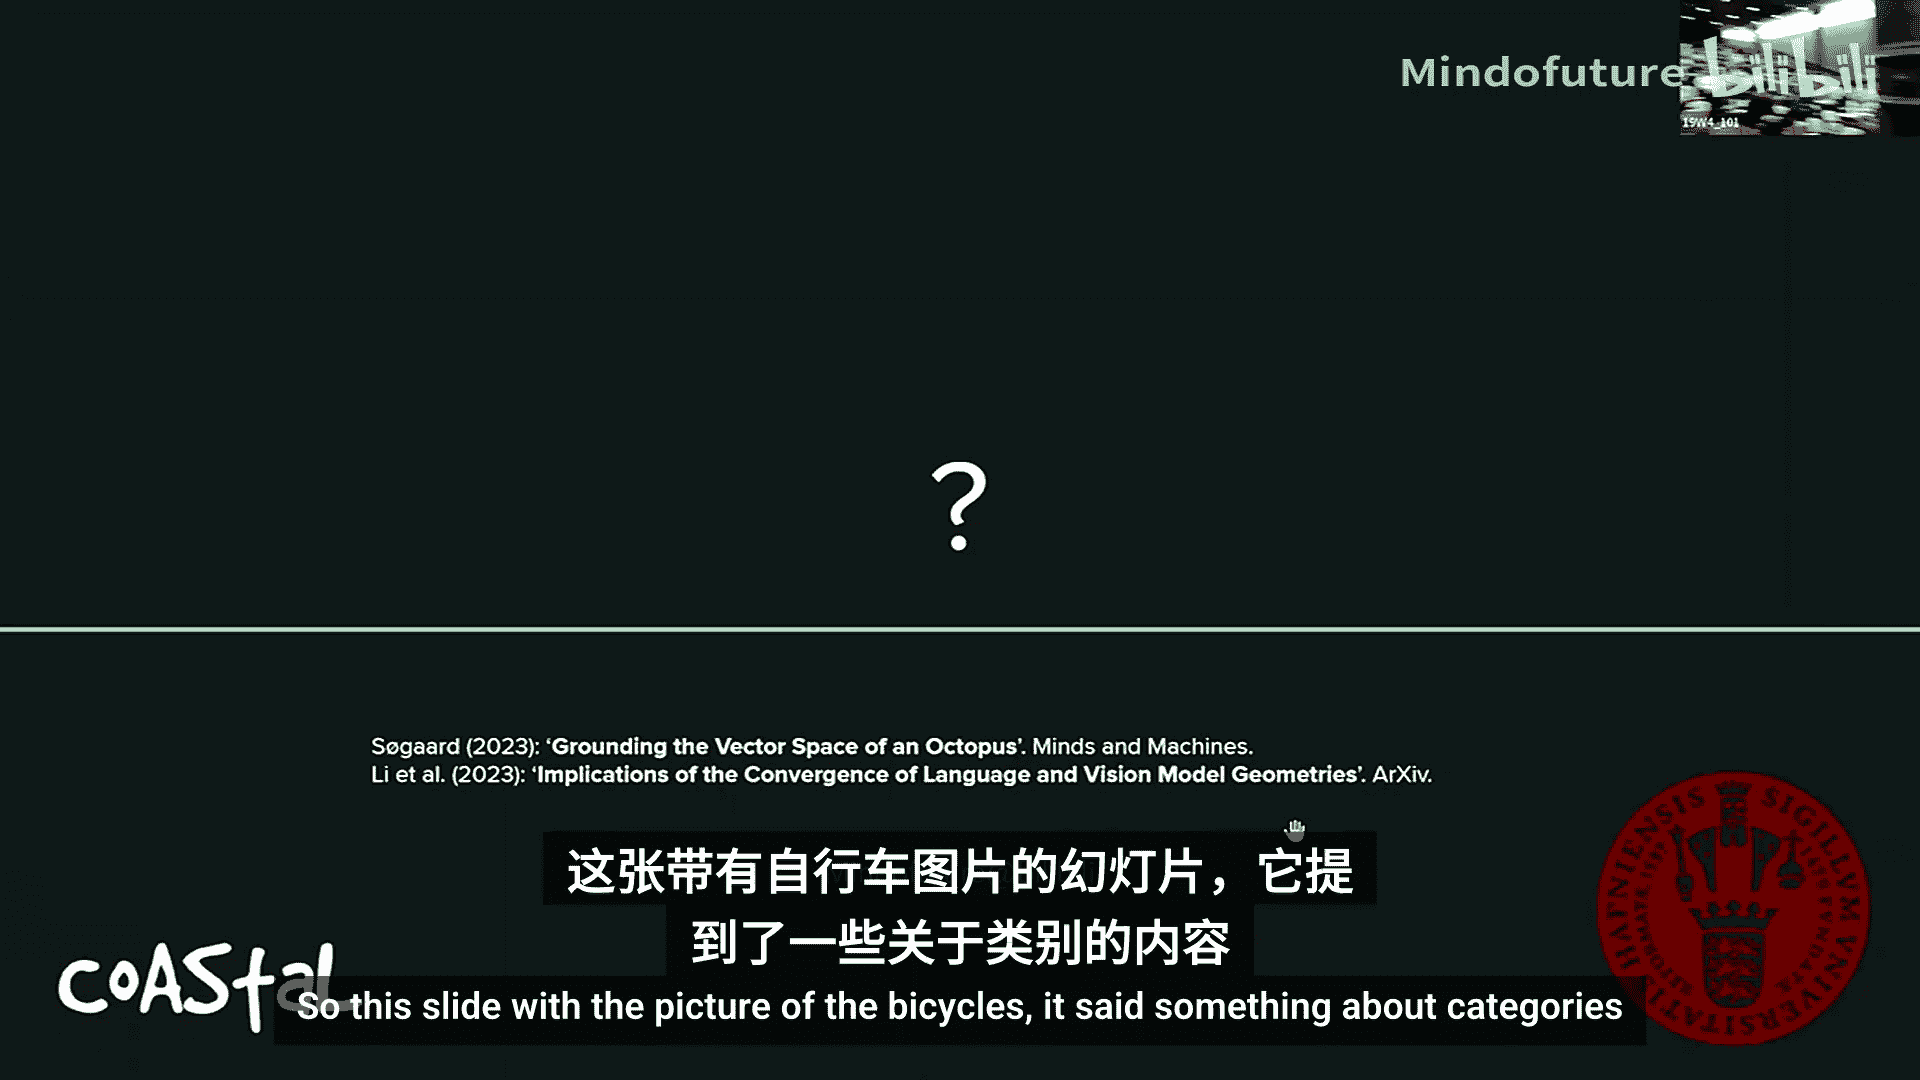 Mindofuture
bilibili
19W4_101
?
Søgaard (2023): ‘Grounding the Vector Space of an Octopus’. Minds and Machines.
Li et al. (2023): ‘Implications of the Convergence of Language and Vision Model Geometries’. ArXiv.
这张带有自行车图片的幻灯片，它提
到了一些关于类别的内容
coAStal
So this slide with the picture of the bicycles, it said something about categories